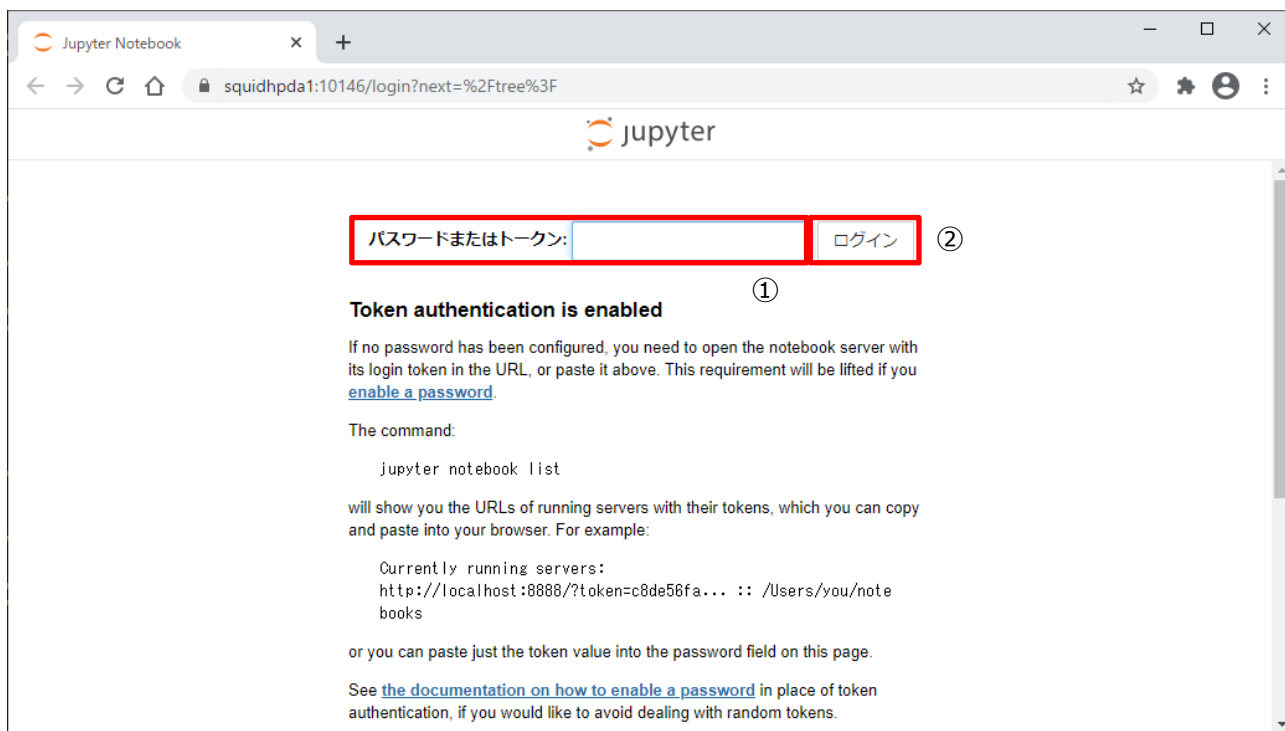 Jupyter Notebook
squidhpda1:10146/login?next=%2Ftree%3F
jupyter
パスワードまたはトークン:
ログイン
②
①
Token authentication is enabled
If no password has been configured, you need to open the notebook server with
its login token in the URL, or paste it above. This requirement will be lifted if you
enable a password.
The command:
jupyter notebook list
will show you the URLs of running servers with their tokens, which you can copy
and paste into your browser. For example:
Currently running servers:
http://localhost:8888/?token=c8de56fa... :: /Users/you/note
books
or you can paste just the token value into the password field on this page.
See the documentation on how to enable a password in place of token
authentication, if you would like to avoid dealing with random tokens.